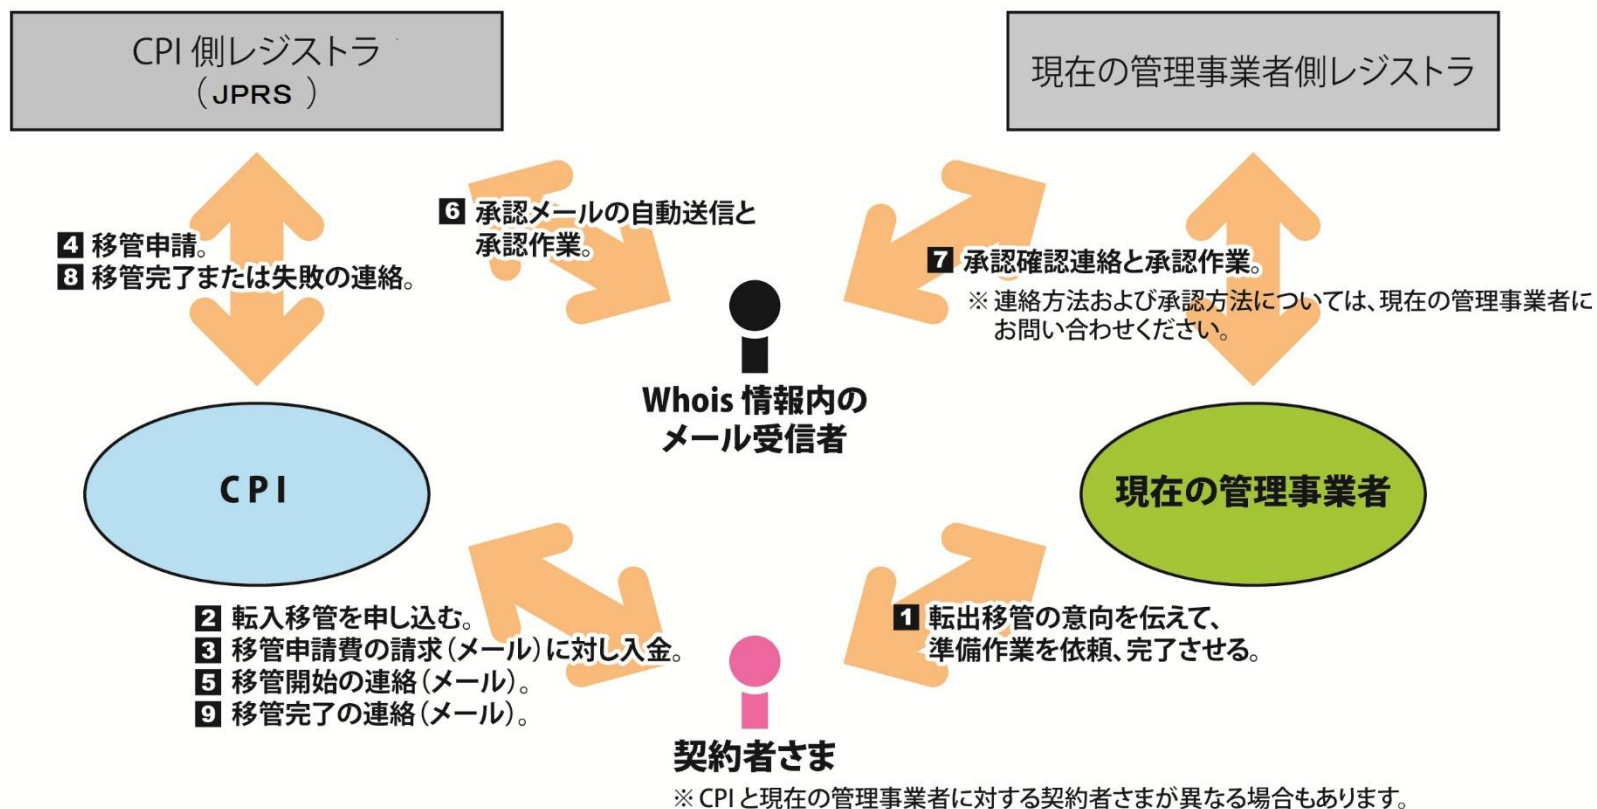 CPI 側レジストラ
（JPRS ）
現在の管理事業者側レジストラ
6 承認メールの自動送信と
承認作業。
4 移管申請。
8 移管完了または失敗の連絡。
7 承認確認連絡と承認作業。
※ 連絡方法および承認方法については、現在の管理事業者に
お問い合わせください。
Whois 情報内の
メール受信者
CPI
現在の管理事業者
2 転入移管を申し込む。
3 移管申請費の請求（メール）に対し入金。
5 移管開始の連絡（メール）。
9 移管完了の連絡（メール）。
1 転出移管の意向を伝えて、
準備作業を依頼、完了させる。
契約者さま
※ CPI と現在の管理事業者に対する契約者さまが異なる場合もあります。